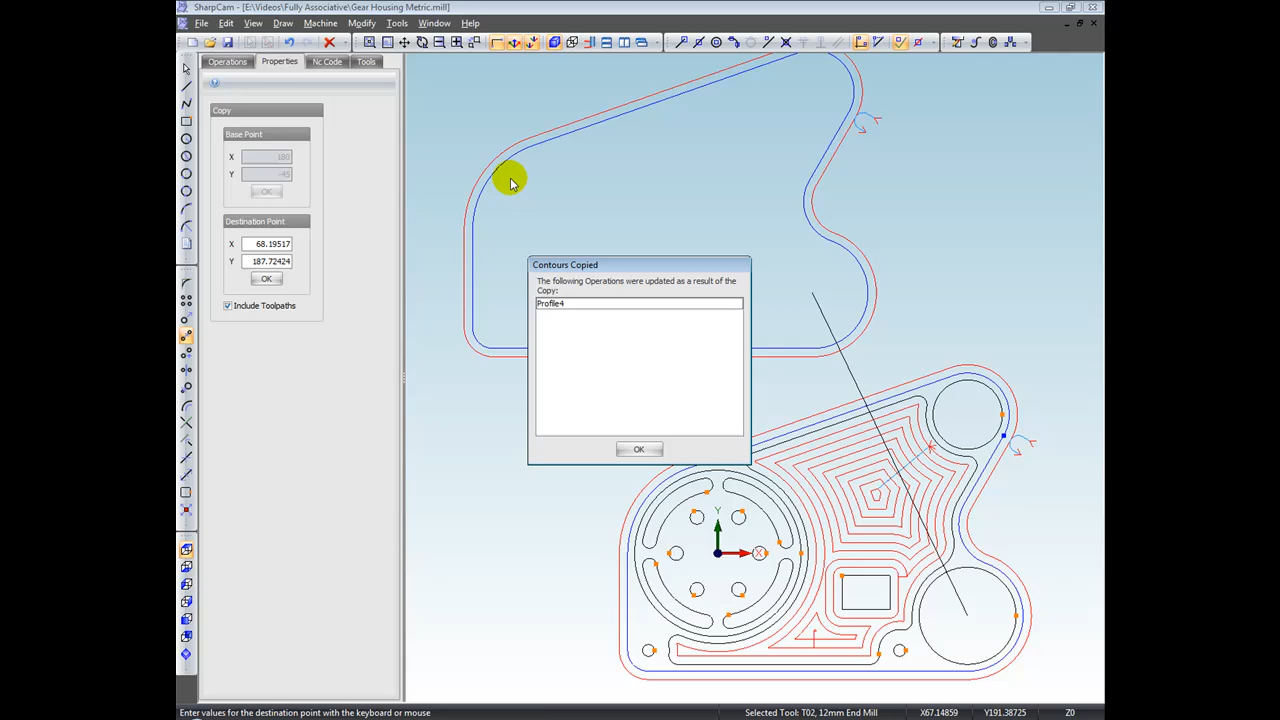 SharpCam - [E:\Videos\Fully Associative\Gear Housing Metric.mill]
File Edit View Draw Machine Modify Tools Window Help
Operations Properties Nc Code Tools
Copy
Base Point
X 180
Y -45
OK
Destination Point
X 68.19517
Y 187.72424
OK
Include Toolpaths
Contours Copied
The following Operations were updated as a result of the
Copy:
Profile4
OK
Y
X
Enter values for the destination point with the keyboard or mouse
Selected Tool: T02, 12mm End Mill X67.14859 Y191.38725 Z0